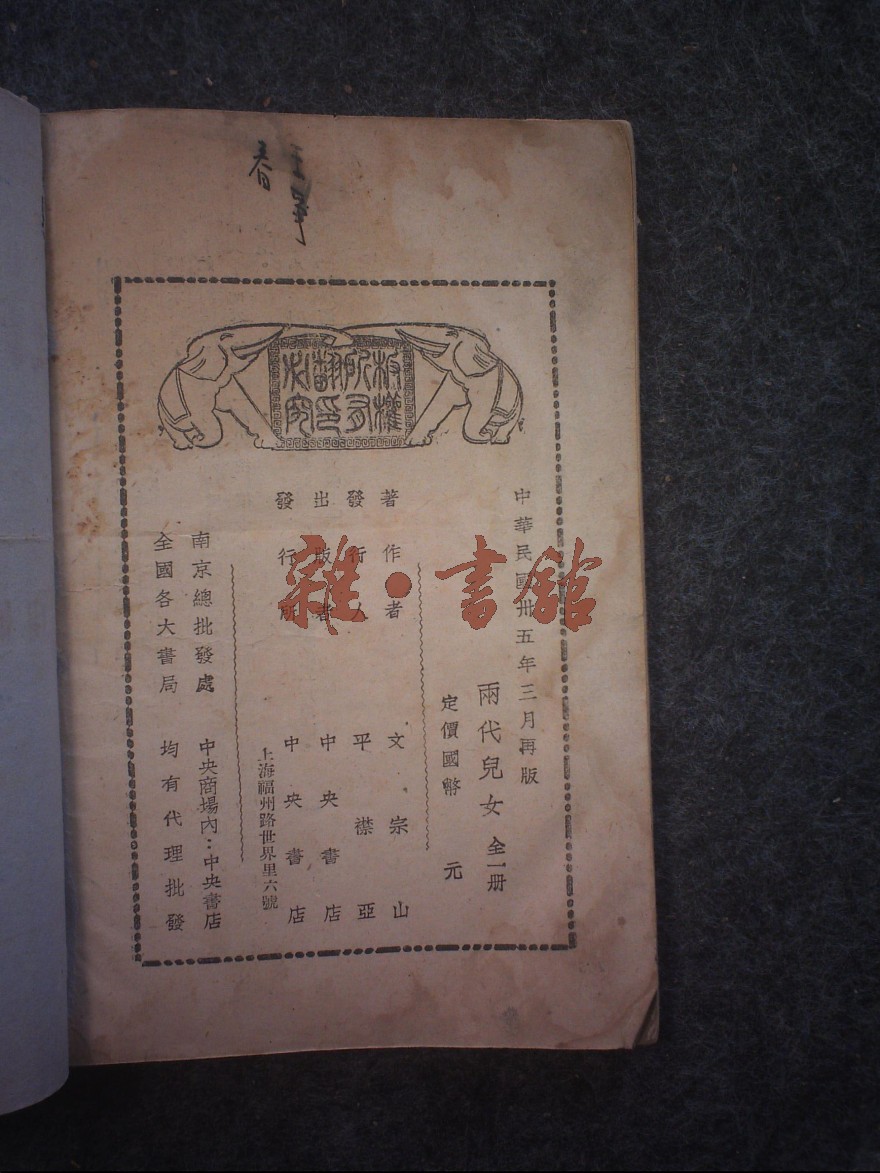 春
版權所有
翻印必究
中華民國卅五年三月再版
兩代兒女 全一册
定價國幣 元
著作者 文宗山
發行人 平襟亞
出版者 中央書店
發行所 中央書店
上海福州路世界里六號
南京總批發處 中央商場內：中央書店
全國各大書局 均有代理批發
雜·書館